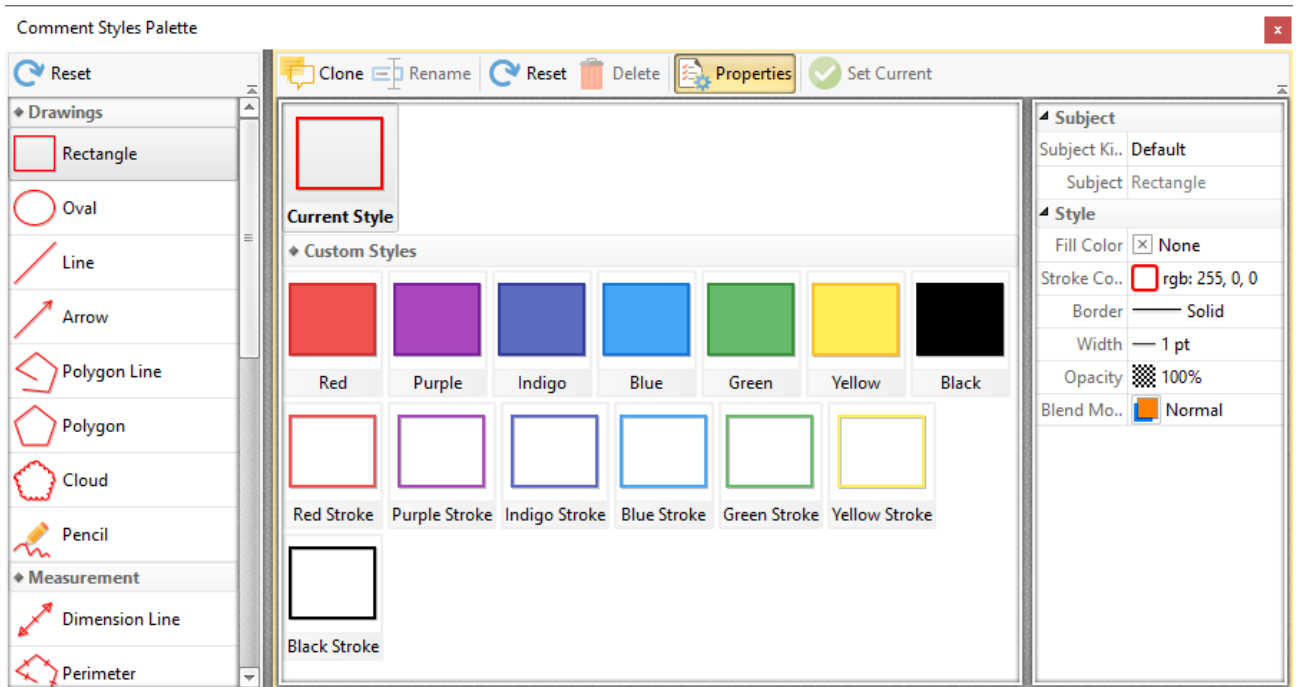 Comment Styles Palette
x
Reset
Clone Rename Reset Delete Properties Set Current
Drawings
Rectangle
Oval
Line
Arrow
Polygon Line
Polygon
Cloud
Pencil
Measurement
Dimension Line
Perimeter
Current Style
Custom Styles
Red Purple Indigo Blue Green Yellow Black
Red Stroke Purple Stroke Indigo Stroke Blue Stroke Green Stroke Yellow Stroke
Black Stroke
Subject
Subject Ki.. Default
Subject Rectangle
Style
Fill Color None
Stroke Co.. rgb: 255, 0, 0
Border Solid
Width 1 pt
Opacity 100%
Blend Mo.. Normal